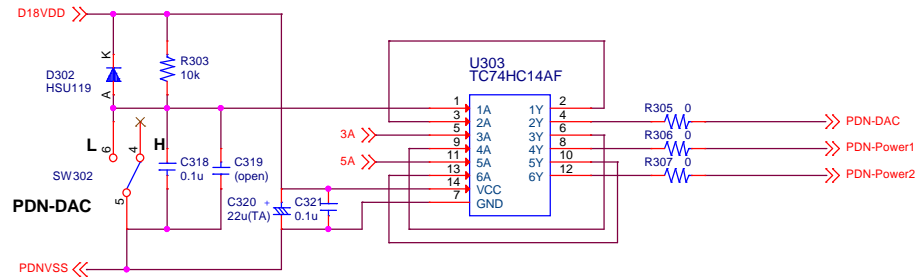 D18VDD
D302
HSU119
K
A
R303
10k
L
6
4
H
SW302
5
PDN-DAC
C318
0.1u
C319
(open)
C320
+
22u(TA)
C321
0.1u
PDNVSS
3A
5A
U303
TC74HC14AF
1 1A 1Y 2
3 2A 2Y 4
5 3A 3Y 6
9 4A 4Y 8
11 5A 5Y 10
13 6A 6Y 12
14 VCC
7 GND
R305 0
PDN-DAC
R306 0
PDN-Power1
R307 0
PDN-Power2